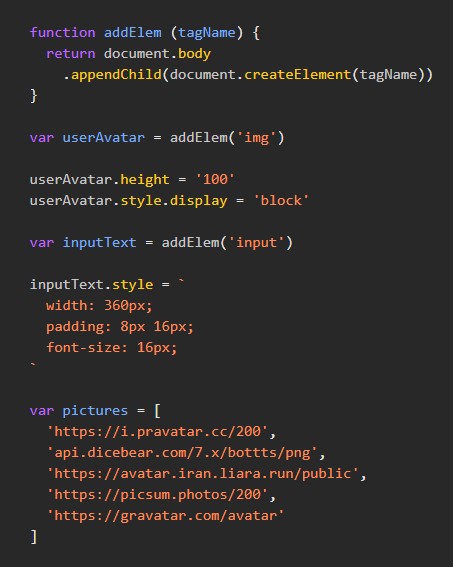 function addElem (tagName) {
  return document.body
    .appendChild(document.createElement(tagName))
}

var userAvatar = addElem('img')

userAvatar.height = '100'
userAvatar.style.display = 'block'

var inputText = addElem('input')

inputText.style = `
  width: 360px;
  padding: 8px 16px;
  font-size: 16px;
`

var pictures = [
  'https://i.pravatar.cc/200',
  'api.dicebear.com/7.x/bottts/png',
  'https://avatar.iran.liara.run/public',
  'https://picsum.photos/200',
  'https://gravatar.com/avatar'
]